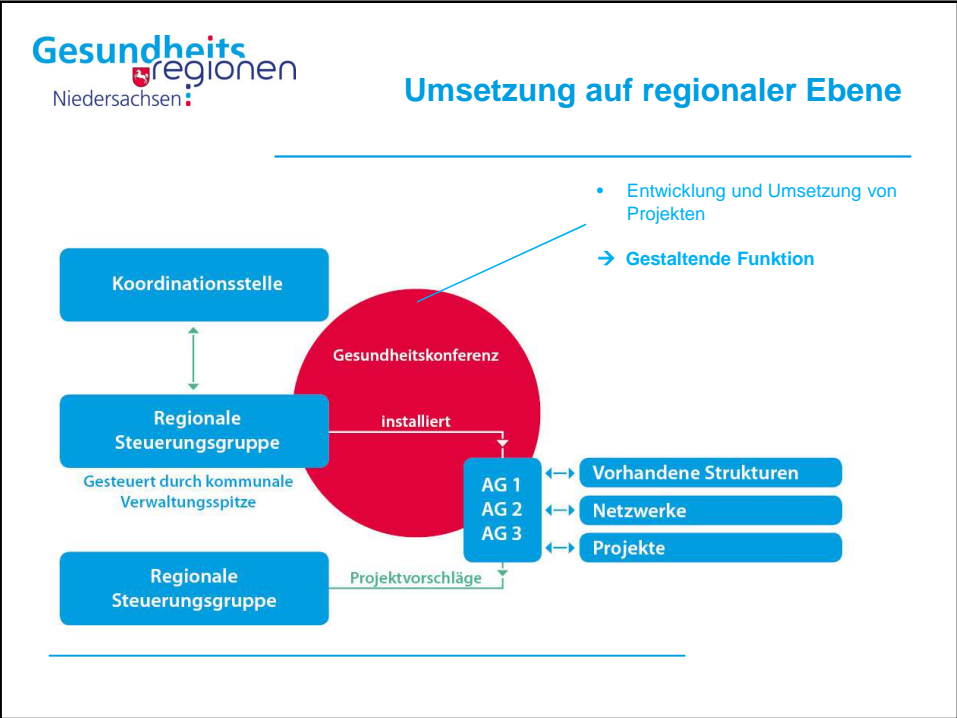 Gesundheits
regionen
Niedersachsen
Umsetzung auf regionaler Ebene
• Entwicklung und Umsetzung von
Projekten
→ Gestaltende Funktion
Koordinationsstelle
Gesundheitskonferenz
Regionale
Steuerungsgruppe
installiert
Gesteuert durch kommunale
Verwaltungsspitze
AG 1
AG 2
AG 3
Vorhandene Strukturen
Netzwerke
Projekte
Regionale
Steuerungsgruppe
Projektvorschläge